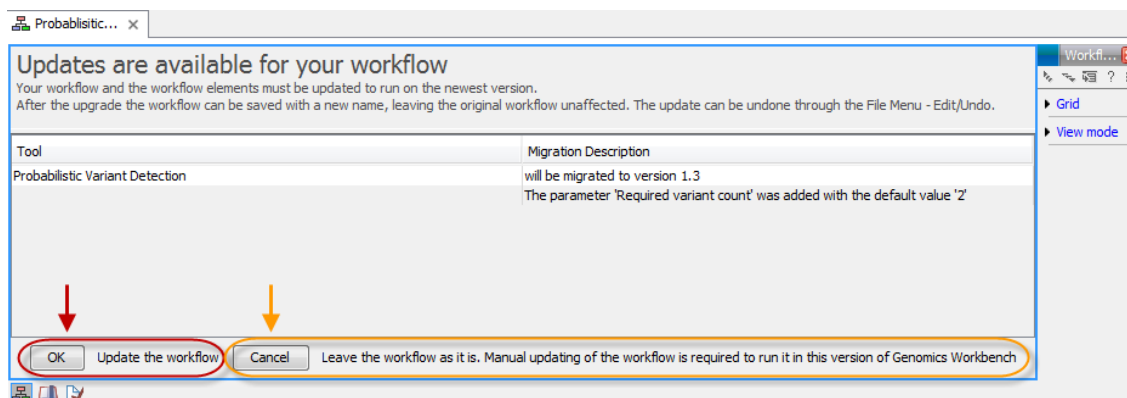 Probablisitic...
Updates are available for your workflow
Your workflow and the workflow elements must be updated to run on the newest version.
After the upgrade the workflow can be saved with a new name, leaving the original workflow unaffected. The update can be undone through the File Menu - Edit/Undo.
Tool Migration Description
Probabilistic Variant Detection will be migrated to version 1.3
The parameter 'Required variant count' was added with the default value '2'
OK Update the workflow Cancel Leave the workflow as it is. Manual updating of the workflow is required to run it in this version of Genomics Workbench
Workfl...
?
Grid
View mode